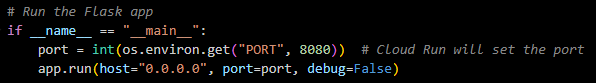 # Run the Flask app
if __name__ == "__main__":
    port = int(os.environ.get("PORT", 8080))  # Cloud Run will set the port
    app.run(host="0.0.0.0", port=port, debug=False)